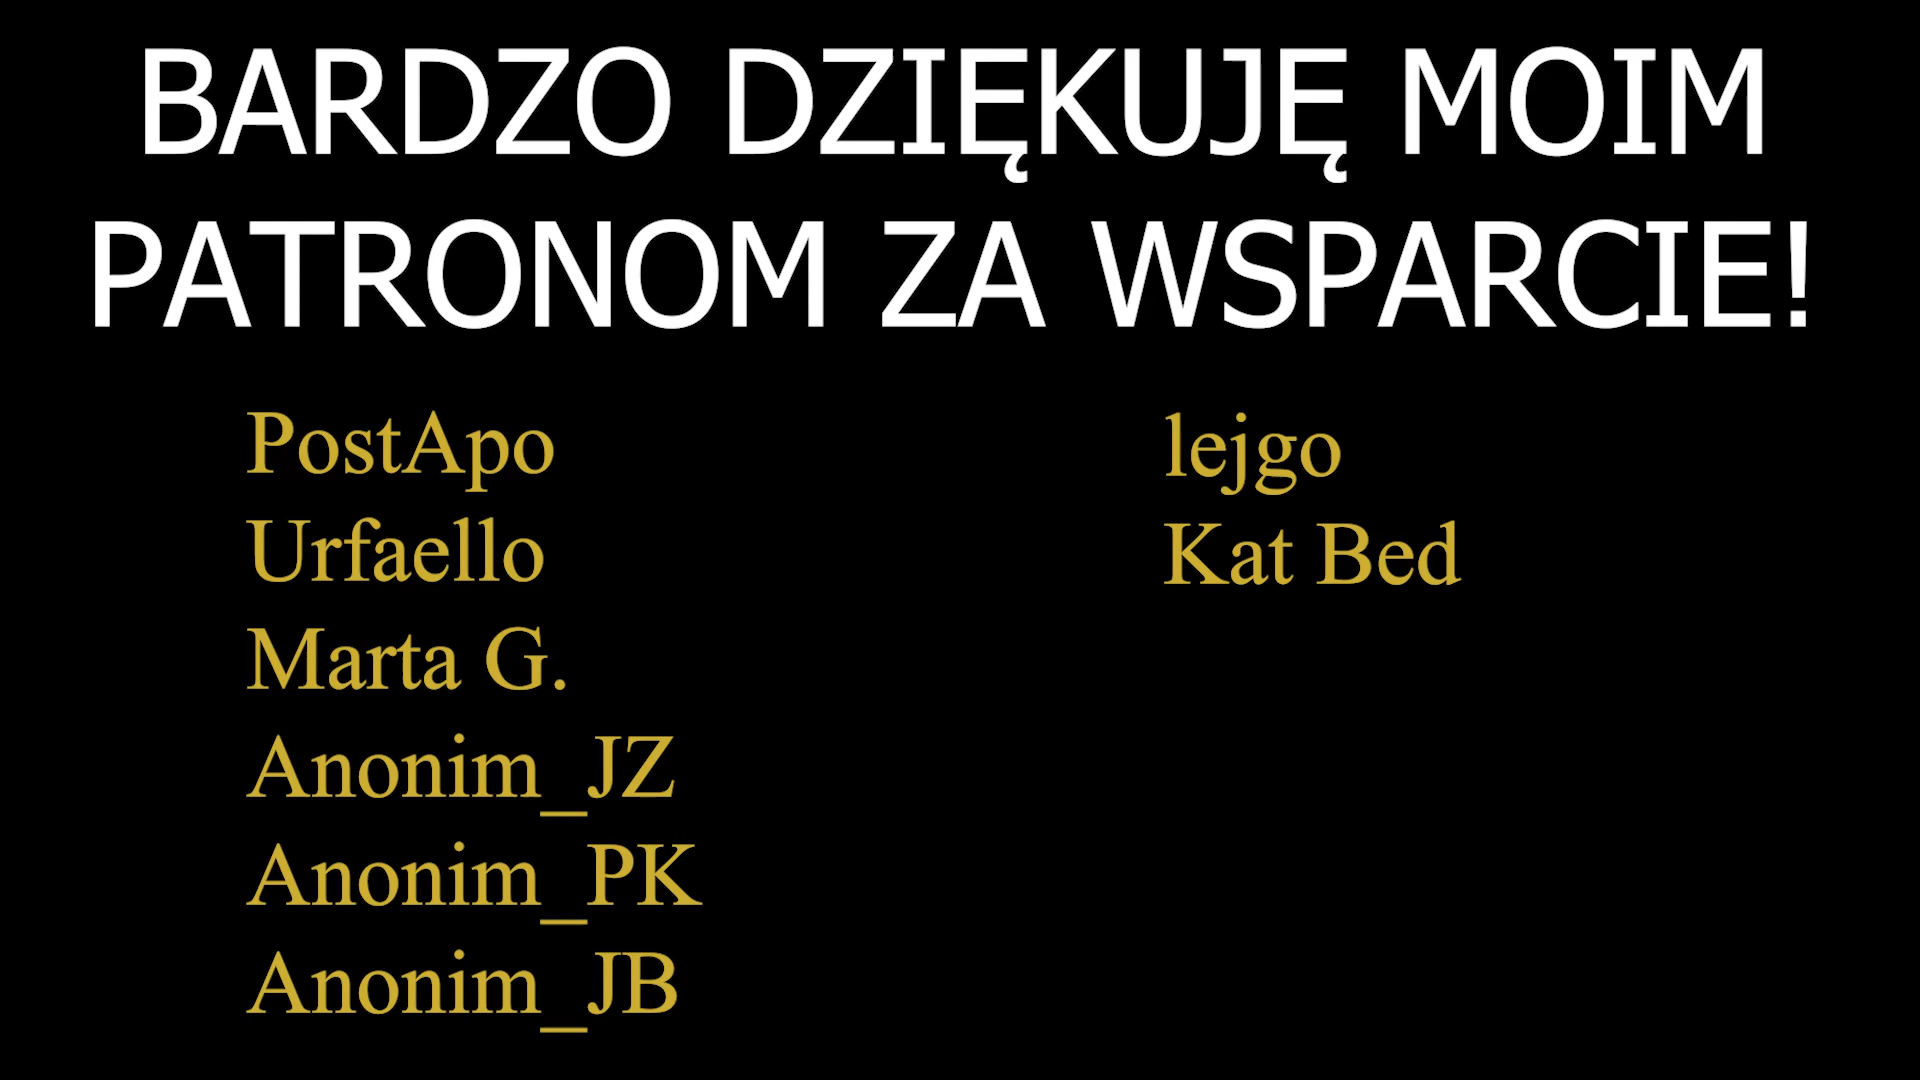 BARDZO DZIĘKUJĘ MOIM
PATRONOM ZA WSPARCIE!
PostApo
Urfaello
Marta G.
Anonim_JZ
Anonim_PK
Anonim_JB
lejgo
Kat Bed